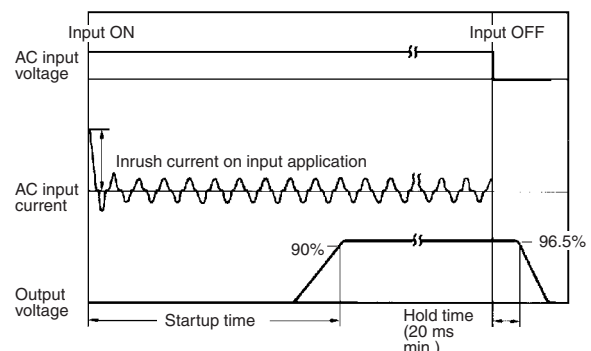 Input ON
Input OFF
AC input
voltage
Inrush current on input application
AC input
current
90%
96.5%
Output
voltage
Startup time
Hold time
(20 ms
min.)